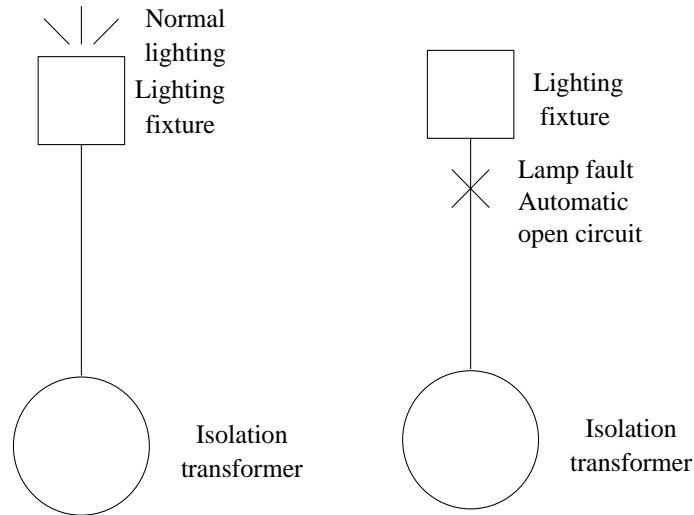 Normal
lighting
Lighting
fixture
Isolation
transformer
Lighting
fixture
Lamp fault
Automatic
open circuit
Isolation
transformer